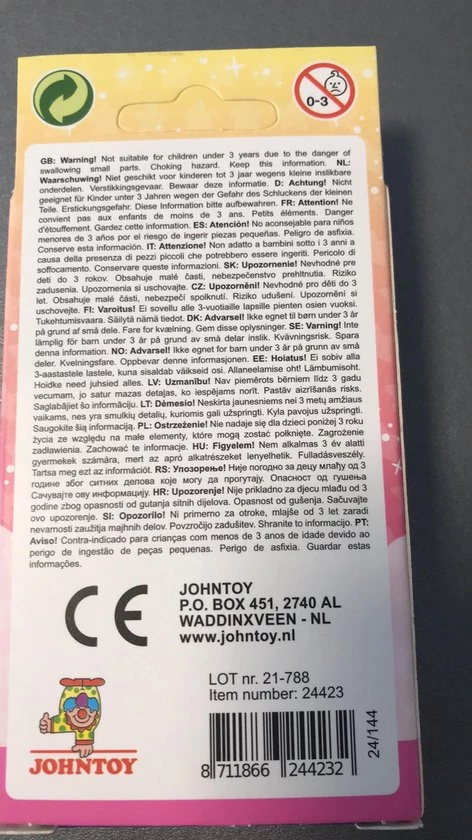 0-3
GB: Warning! Not suitable for children under 3 years due to the danger of
swallowing small parts. Choking hazard. Keep this information. NL:
Waarschuwing! Niet geschikt voor kinderen tot 3 jaar wegens kleine inslikbare
onderdelen. Verstikkingsgevaar. Bewaar deze informatie. D: Achtung! Nicht
geeignet für Kinder unter 3 Jahren wegen der Gefahr des Schluckens der kleinen
Teile. Erstickungsgefahr. Diese Information bitte aufbewahren. FR: Attention! Ne
convient pas aux enfants de moins de 3 ans. Petits éléments. Danger
d'étouffement. Gardez cette information. ES: Atención! No aconsejable para niños
menores de 3 años por el riesgo de ingerir piezas pequeñas. Peligro de asfixia.
Conserve esta información. IT: Attenzione! Non adatto a bambini sotto i 3 anni a
causa della presenza di pezzi piccoli che potrebbero essere ingeriti. Pericolo di
soffocamento. Conservare queste informazioni. SK: Upozornenie! Nevhodné pre
deti do 3 rokov. Obsahuje malé časti, nebezpečenstvo prehltnutia. Riziko
zadusenia. Upozornenia si uschovajte. CZ: Upozornění! Nevhodné pro děti do 3
let. Obsahuje malé části, nebezpečí spolknutí. Riziko udušení. Upozornění si
uschovejte. FI: Varoitus! Ei sovellu alle 3-vuotiaille lapsille pienten osien vuoksi.
Tukehtumisvaara. Säilytä nämä tiedot. DK: Advarsel! Ikke egnet til børn under 3 år
på grund af små dele. Fare for kvælning. Gem disse oplysninger. SE: Varning! Inte
lämplig för barn under 3 år på grund av små delar inslik. Kvävningsrisk. Spara
denna information. NO: Advarsel! Ikke egnet for barn under 3 år på grunn av små
deler. Kvelningsfare. Oppbevar denne informasjonen. EE: Hoiatus! Ei sobiv alla
3-aastastele lastele, kuna sisaldab väikseid osi. Allaneelamise oht! Lämbumisoht.
Hoidke need juhsied alles. LV: Uzmanību! Nav piemērots bērniem līdz 3 gadu
vecumam, jo satur mazas detaļas, ko iespējams norīt. Pastāv aizrīšanās risks.
Saglabājiet šo informāciju. LT: Dėmesio! Neskirta jaunesniems nei 3 metų amžiaus
vaikams, nes yra smulkių detalių, kuriomis gali užspringti. Kyla pavojus užspringti.
Saugokite šią informaciją. PL: Ostrzeżenie! Nie nadaje się dla dzieci poniżej 3 roku
życia ze względu na małe elementy, które mogą zostać połknięte. Zagrożenie
zadławienia. Zachować te informacje. HU: Figyelem! Nem alkalmas 3 év alatti
gyermekek számára, mert az apró alkatrészeket lenyelhetik. Fulladásveszély.
Tartsa meg ezt az információt. RS: Упозорење! Није погодно за децу млађу од 3
године због ситних делова које могу да прогутају. Опасност од гушења
Сачувајте ову информацију. HR: Upozorenje! Nije prikladno za djecu mlađu od 3
godine zbog opasnosti od gutanja sitnih dijelova. Opasnost od gušenja. Sačuvajte
ovo upozorenje. SI: Opozorilo! Ni primerno za otroke, mlajše od 3 let zaradi
nevarnosti zaužitja majhnih delov. Povzročijo zadušitev. Shranite to informacijo. PT:
Aviso! Contra-indicado para crianças com menos de 3 anos de idade devido ao
perigo de ingestão de peças pequenas. Perigo de asfixia. Guardar estas
informações.
CE
JOHNTOY
P.O. BOX 451, 2740 AL
WADDINXVEEN - NL
www.johntoy.nl
LOT nr. 21-788
Item number: 24423
24/144
JOHNTOY
8 711866 244232